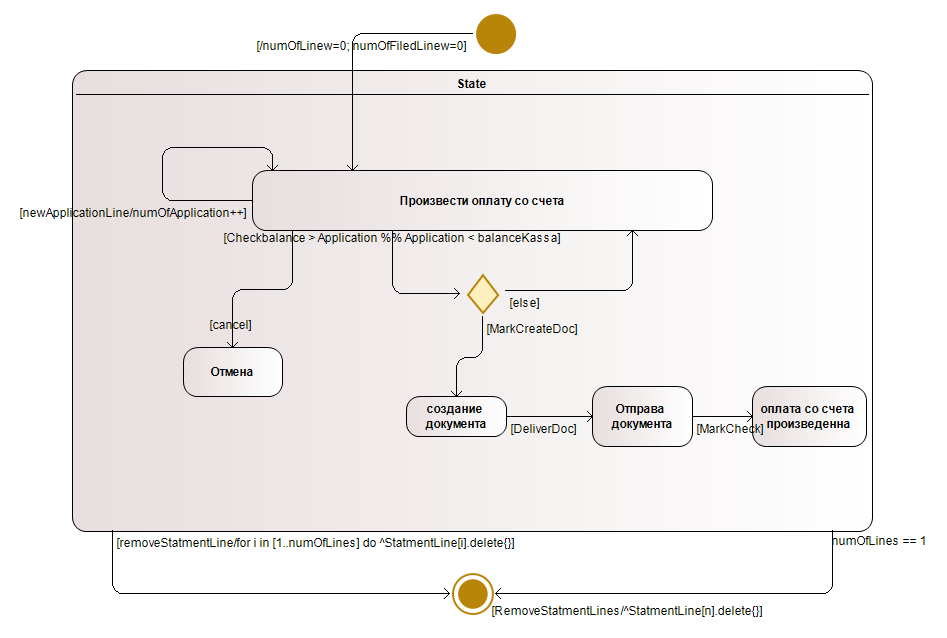 [/numOfLinew=0; numOfFiledLinew=0]
State
Произвести оплату со счета
[newApplicationLine/numOfApplication++]
[Checkbalance > Application %% Application < balanceKassa]
[else]
[cancel]
[MarkCreateDoc]
Отмена
создание
документа
[DeliverDoc]
Отправа
документа
[MarkCheck]
оплата со счета
произведенна
[removeStatmentLine/for i in [1..numOfLines] do ^StatmentLine[i].delete{}]
numOfLines == 1
[RemoveStatmentLines/^StatmentLine[n].delete{}]